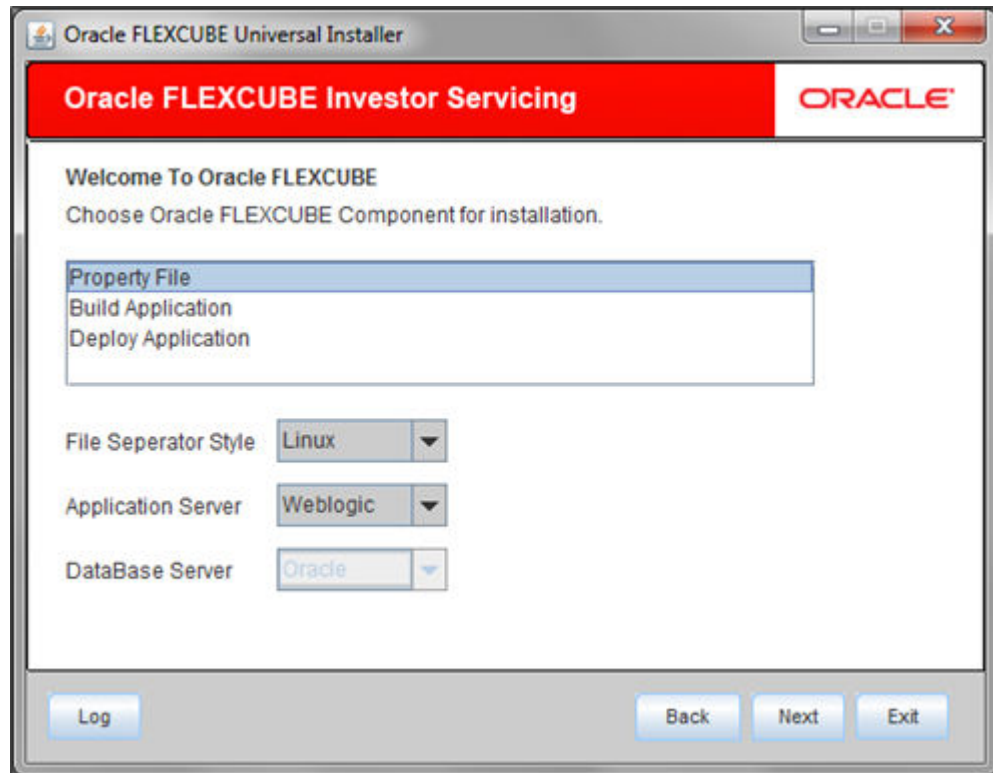 Oracle FLEXCUBE Universal Installer
Oracle FLEXCUBE Investor Servicing
ORACLE
Welcome To Oracle FLEXCUBE
Choose Oracle FLEXCUBE Component for installation.
Property File
Build Application
Deploy Application
File Seperator Style Linux
Application Server Weblogic
DataBase Server Oracle
Log Back Next Exit